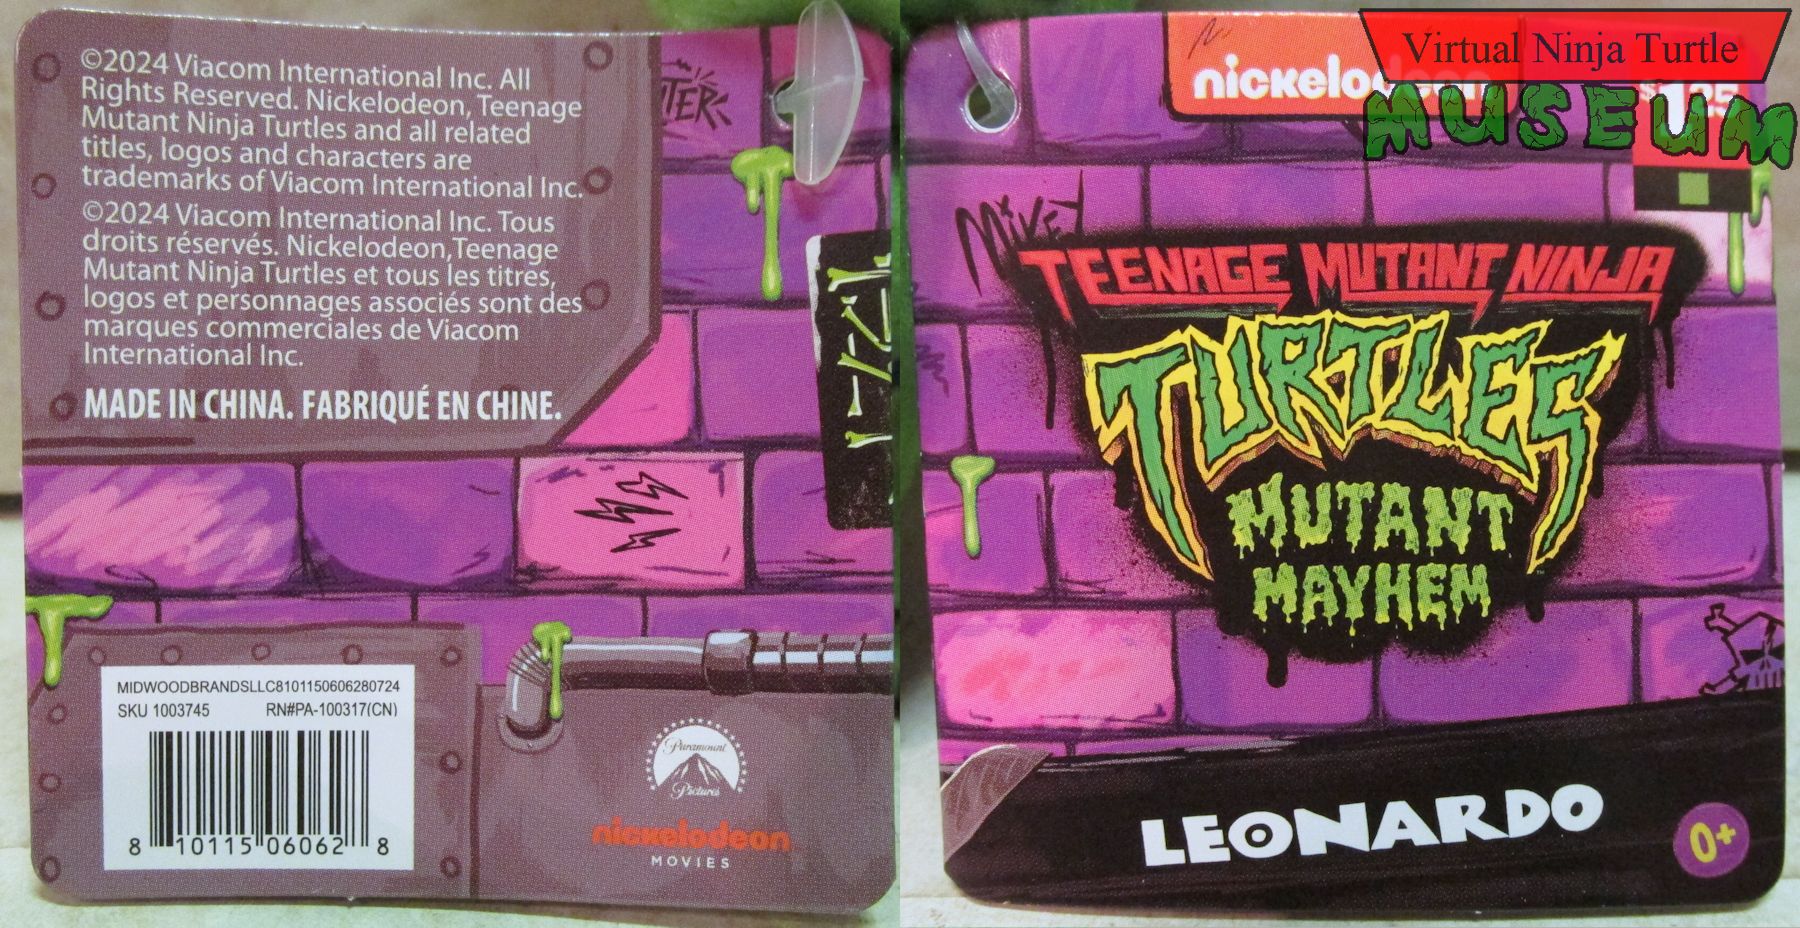 ©2024 Viacom International Inc. All
Rights Reserved. Nickelodeon, Teenage
Mutant Ninja Turtles and all related
titles, logos and characters are
trademarks of Viacom International Inc.
©2024 Viacom International Inc. Tous
droits réservés. Nickelodeon,Teenage
Mutant Ninja Turtles et tous les titres,
logos et personnages associés sont des
marques commerciales de Viacom
International Inc.
MADE IN CHINA. FABRIQUÉ EN CHINE.
MIDWOODBRANDSLLC8101150606280724
SKU 1003745 RN#PA-100317(CN)
8 10115 06062 8
Paramount
Pictures
nickelodeon
MOVIES
nickelodeon
Virtual Ninja Turtle
MUSEUM
$1.25
MiKEY
TEENAGE MUTANT NINJA
TURTLES
MUTANT
MAYHEM
LEONARDO
0+